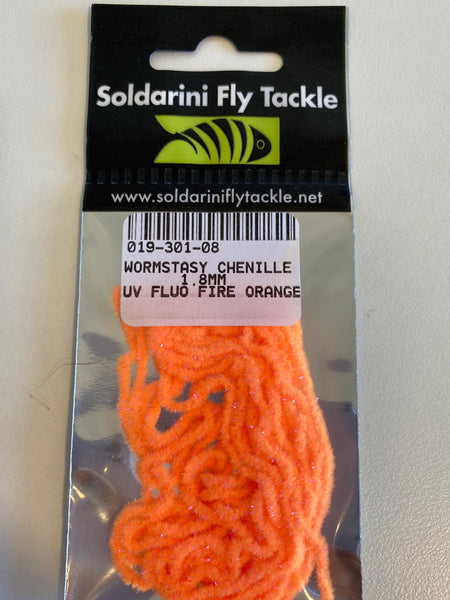 Soldarini Fly Tackle
www.soldariniflytackle.net
019-301-08
WORMSTASY CHENILLE
1.8MM
UV FLUO FIRE ORANGE